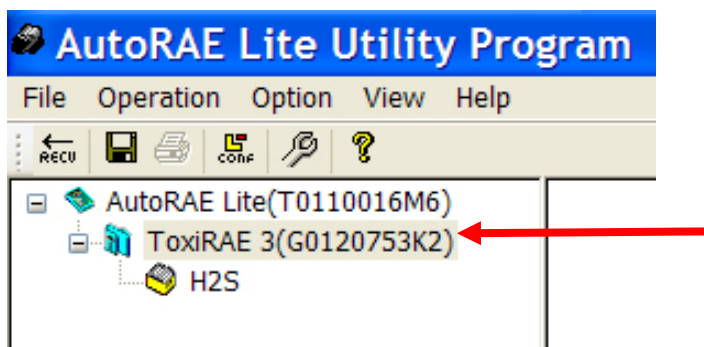 AutoRAE Lite Utility Program
File Operation Option View Help
RECV CONF ?
AutoRAE Lite(T0110016M6)
ToxiRAE 3(G0120753K2)
H2S